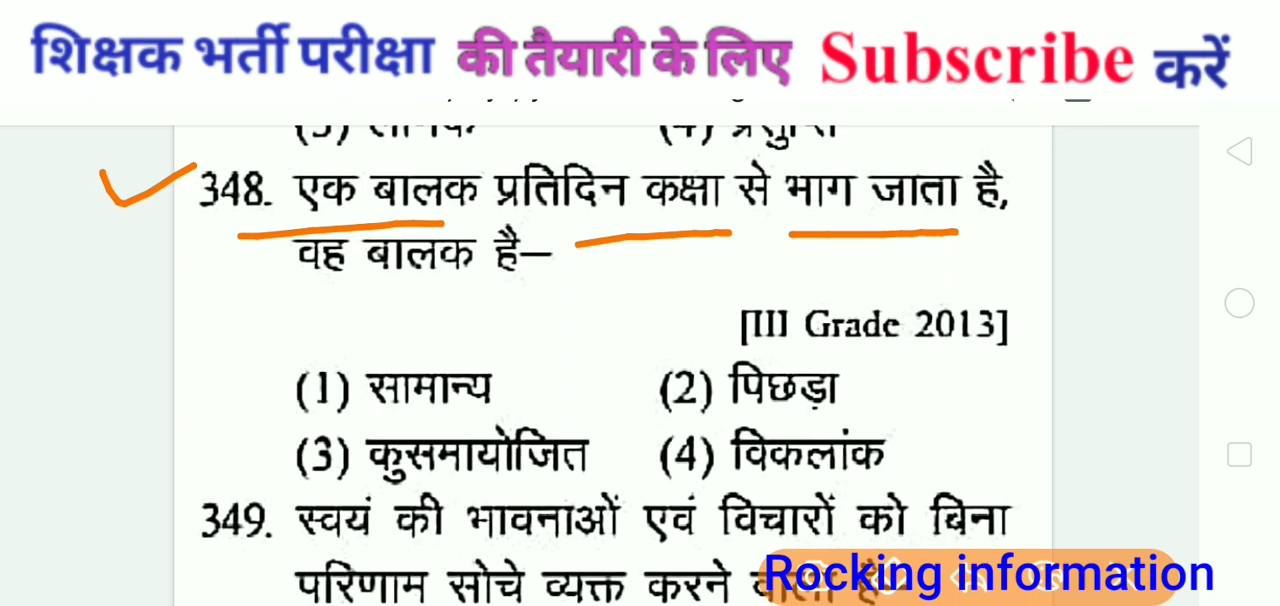 शिक्षक भर्ती परीक्षा की तैयारी के लिए Subscribe करें
348. एक बालक प्रतिदिन कक्षा से भाग जाता है,
वह बालक है–
[III Grade 2013]
(1) सामान्य (2) पिछड़ा
(3) कुसमायोजित (4) विकलांक
349. स्वयं की भावनाओं एवं विचारों को बिना
परिणाम सोचे व्यक्त करने
Rocking information